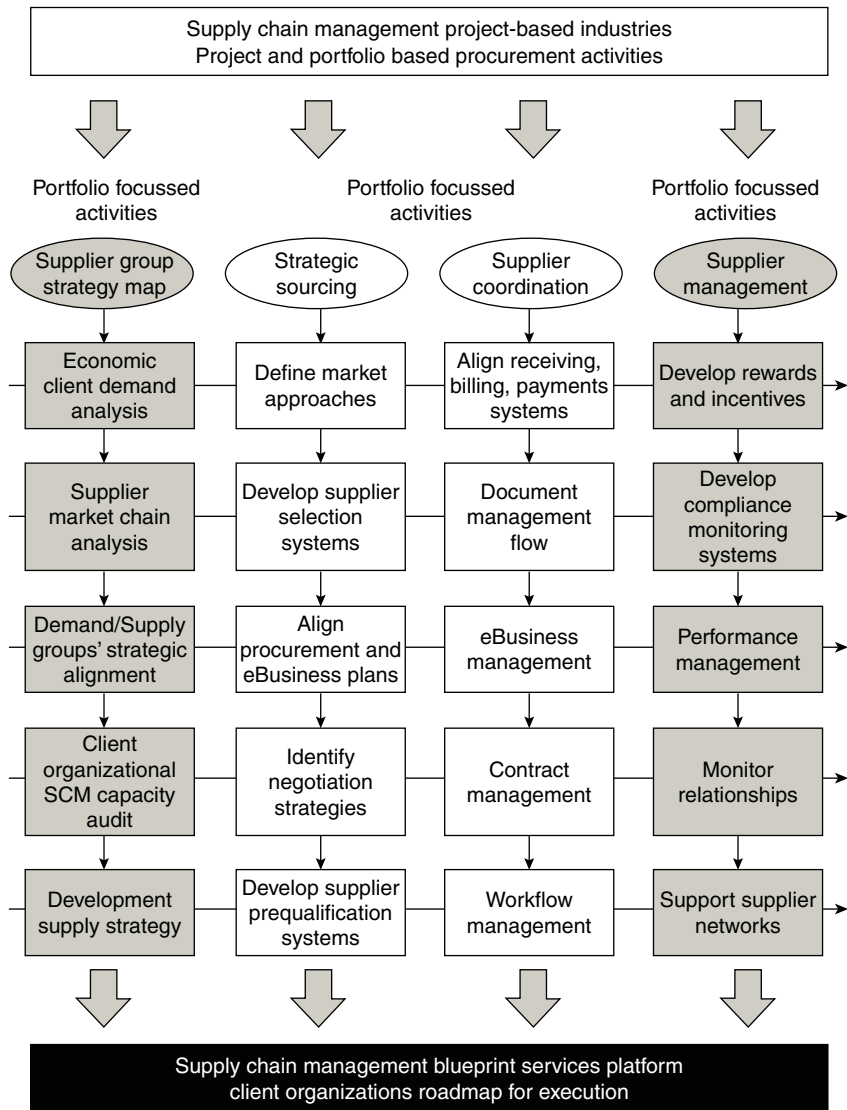 Supply chain management project-based industries
Project and portfolio based procurement activities
Portfolio focussed
activities
Portfolio focussed
activities
Portfolio focussed
activities
Supplier group
strategy map
Strategic
sourcing
Supplier
coordination
Supplier
management
Economic
client demand
analysis
Define market
approaches
Align receiving,
billing, payments
systems
Develop rewards
and incentives
Supplier
market chain
analysis
Develop supplier
selection
systems
Document
management
flow
Develop
compliance
monitoring
systems
Demand/Supply
groups' strategic
alignment
Align
procurement and
eBusiness plans
eBusiness
management
Performance
management
Client
organizational
SCM capacity
audit
Identify
negotiation
strategies
Contract
management
Monitor
relationships
Development
supply strategy
Develop supplier
prequalification
systems
Workflow
management
Support supplier
networks
Supply chain management blueprint services platform
client organizations roadmap for execution